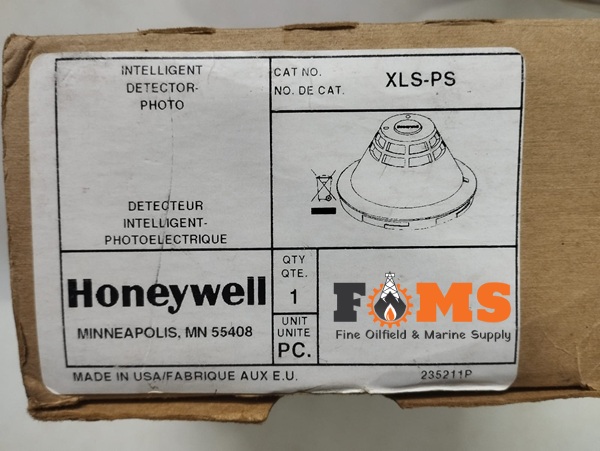 INTELLIGENT
DETECTOR-
PHOTO
DETECTEUR
INTELLIGENT-
PHOTOELECTRIQUE
CAT NO.
NO. DE CAT.
XLS-PS
Honeywell
MINNEAPOLIS, MN 55408
QTY
QTE.
1
UNIT
UNITE
PC.
FOMS
Fine Oilfield & Marine Supply
MADE IN USA/FABRIQUE AUX E.U.
235211P